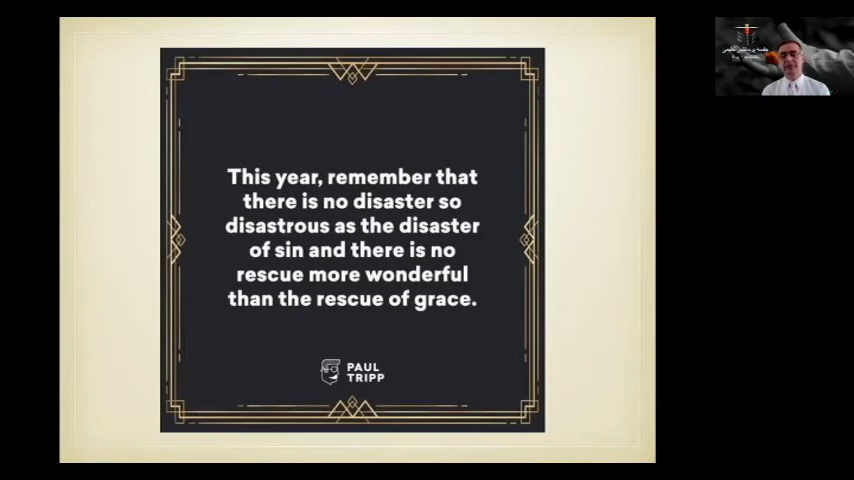 This year, remember that
there is no disaster so
disastrous as the disaster
of sin and there is no
rescue more wonderful
than the rescue of grace.
PAUL
TRIPP